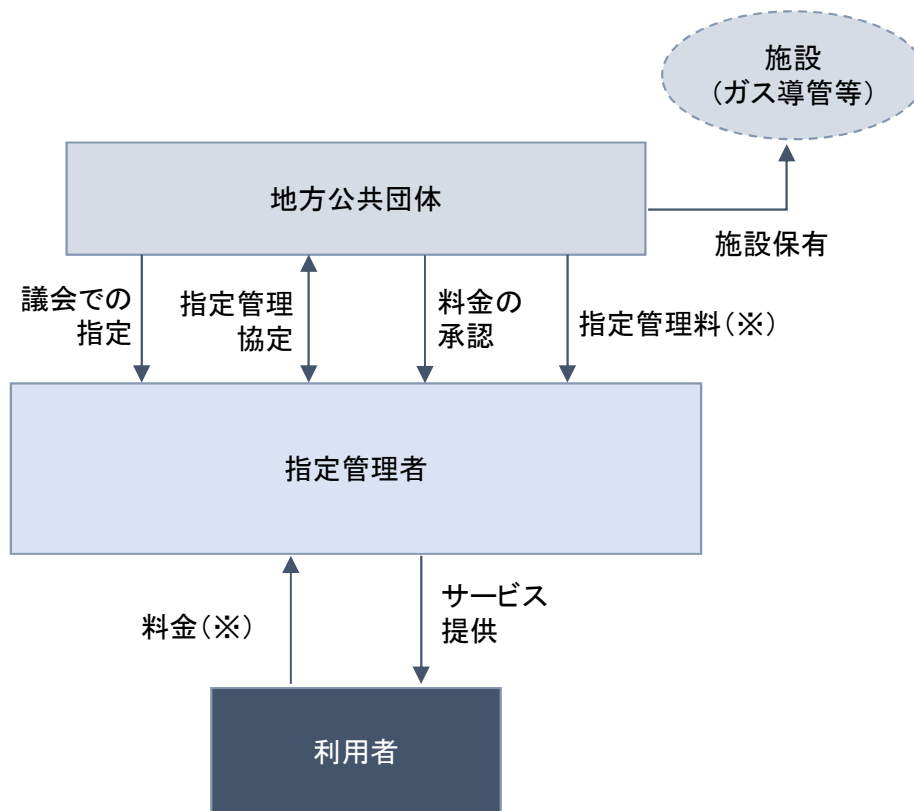 施設
（ガス導管等）
地方公共団体
施設保有
議会での
指定
指定管理
協定
料金の
承認
指定管理料（※）
指定管理者
料金（※）
サービス
提供
利用者